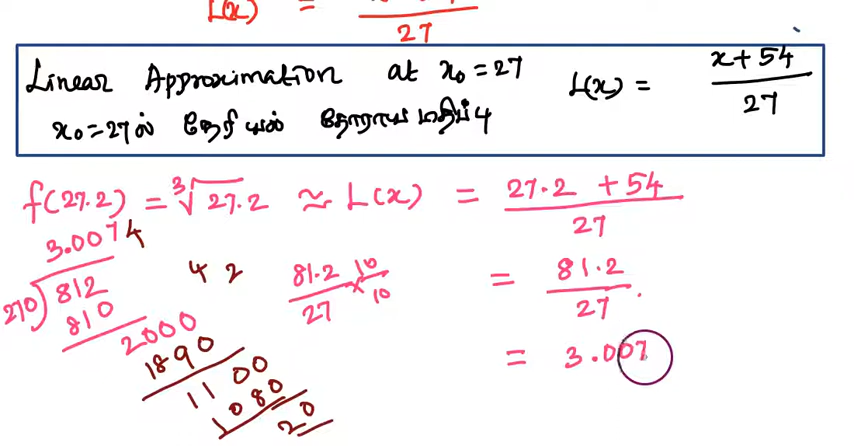 L(x) =
27
Linear Approximation at x₀ = 27 L(x) = (x + 54)/27
x₀ = 27ல் நேரியல் தோராய மதிப்பு
f(27.2) = ∛27.2 ≈ L(x) = (27.2 + 54)/27
3.0074
270) 812
810
2000
1890
1100
1080
20
4 2
81.2/27 × 10/10
= 81.2/27.
= 3.007